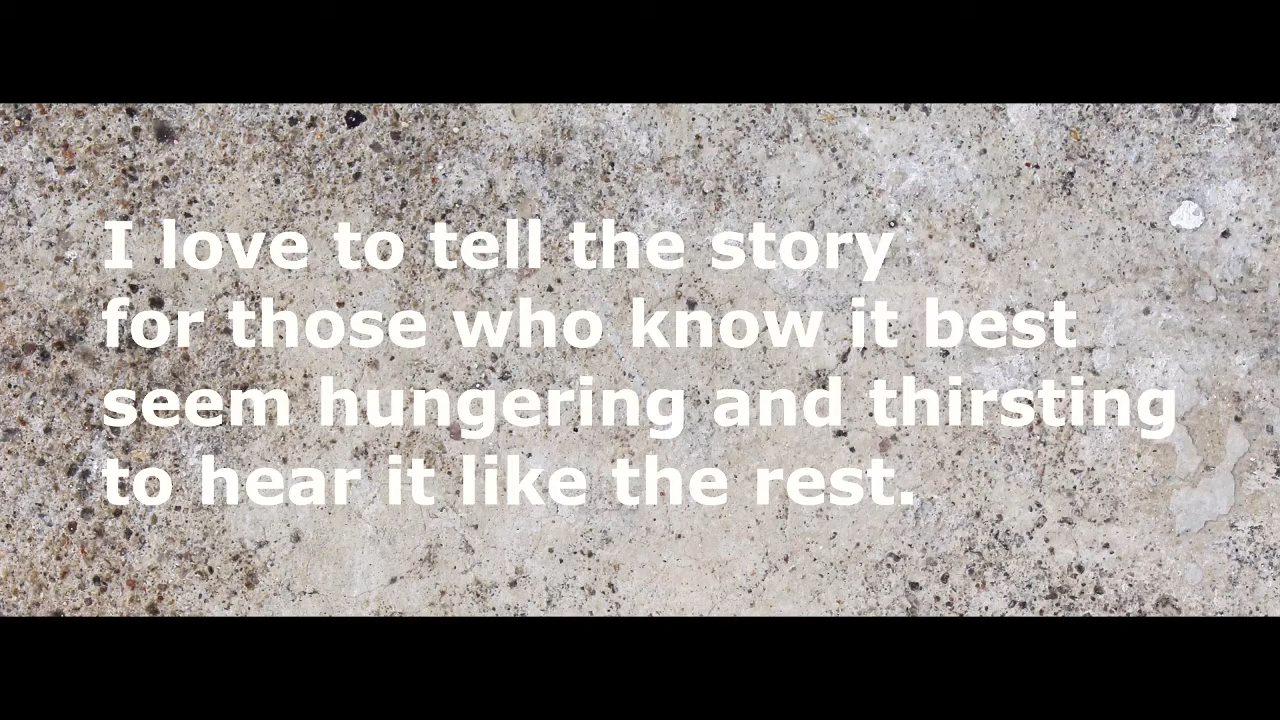 I love to tell the story
for those who know it best
seem hungering and thirsting
to hear it like the rest.